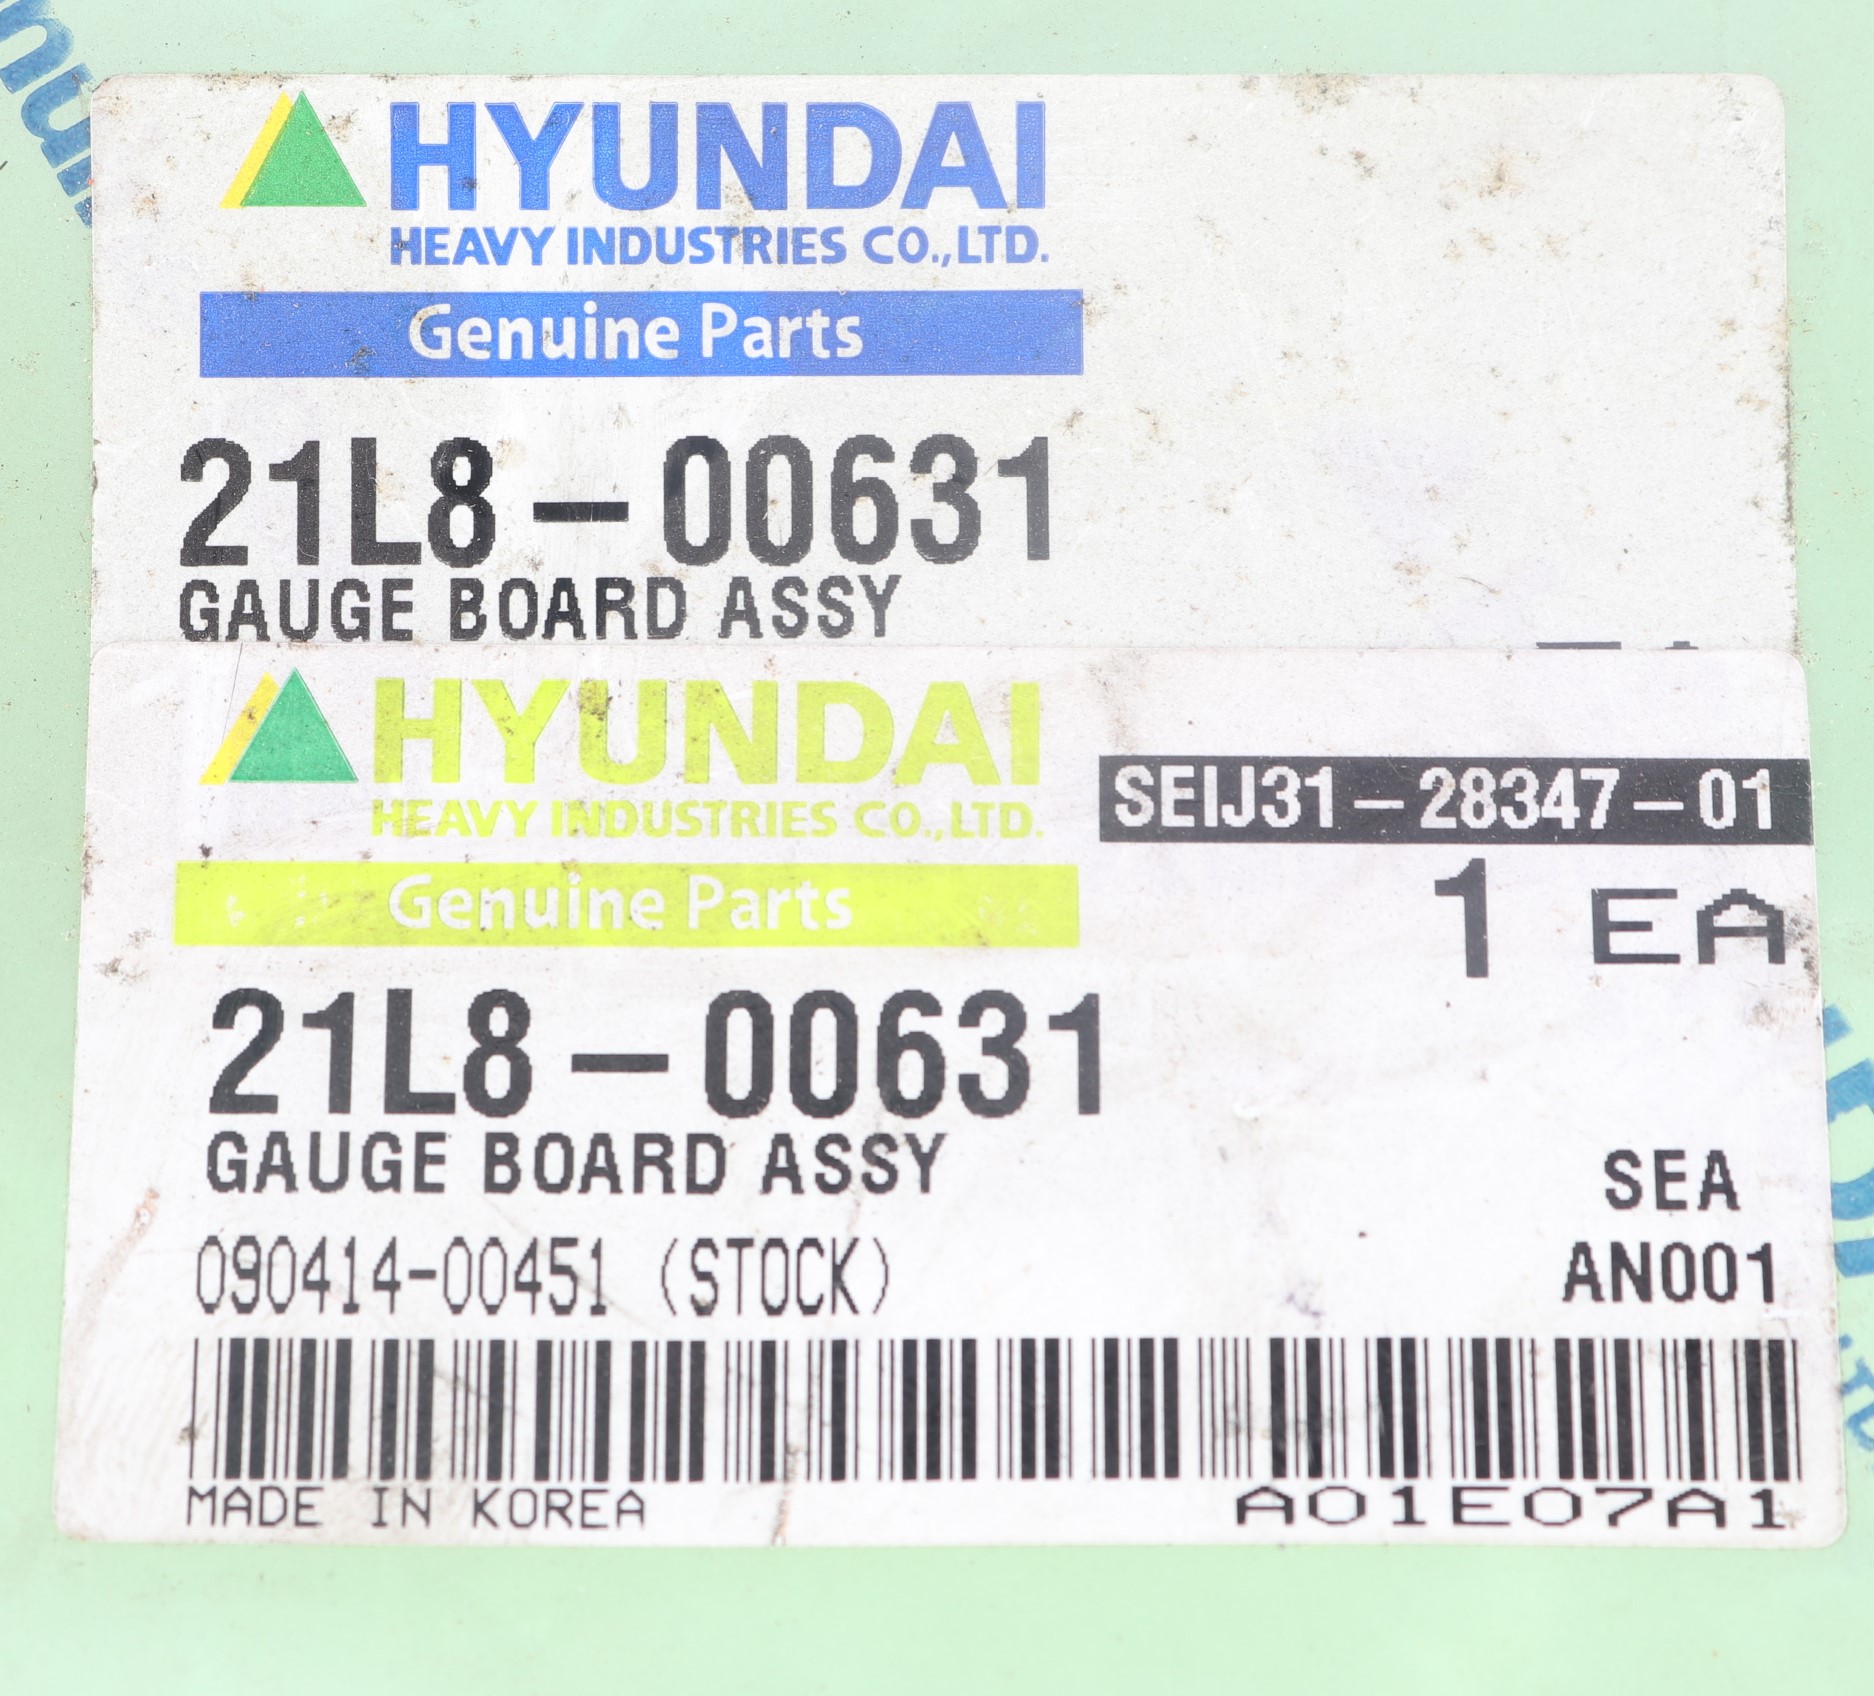 HYUNDAI
HEAVY INDUSTRIES CO.,LTD.
Genuine Parts
21L8-00631
GAUGE BOARD ASSY
HYUNDAI
HEAVY INDUSTRIES CO.,LTD.
Genuine Parts
SEIJ31-28347-01
1 EA
21L8-00631
GAUGE BOARD ASSY
SEA
090414-00451 (STOCK)
AN001
MADE IN KOREA
A01E07A1